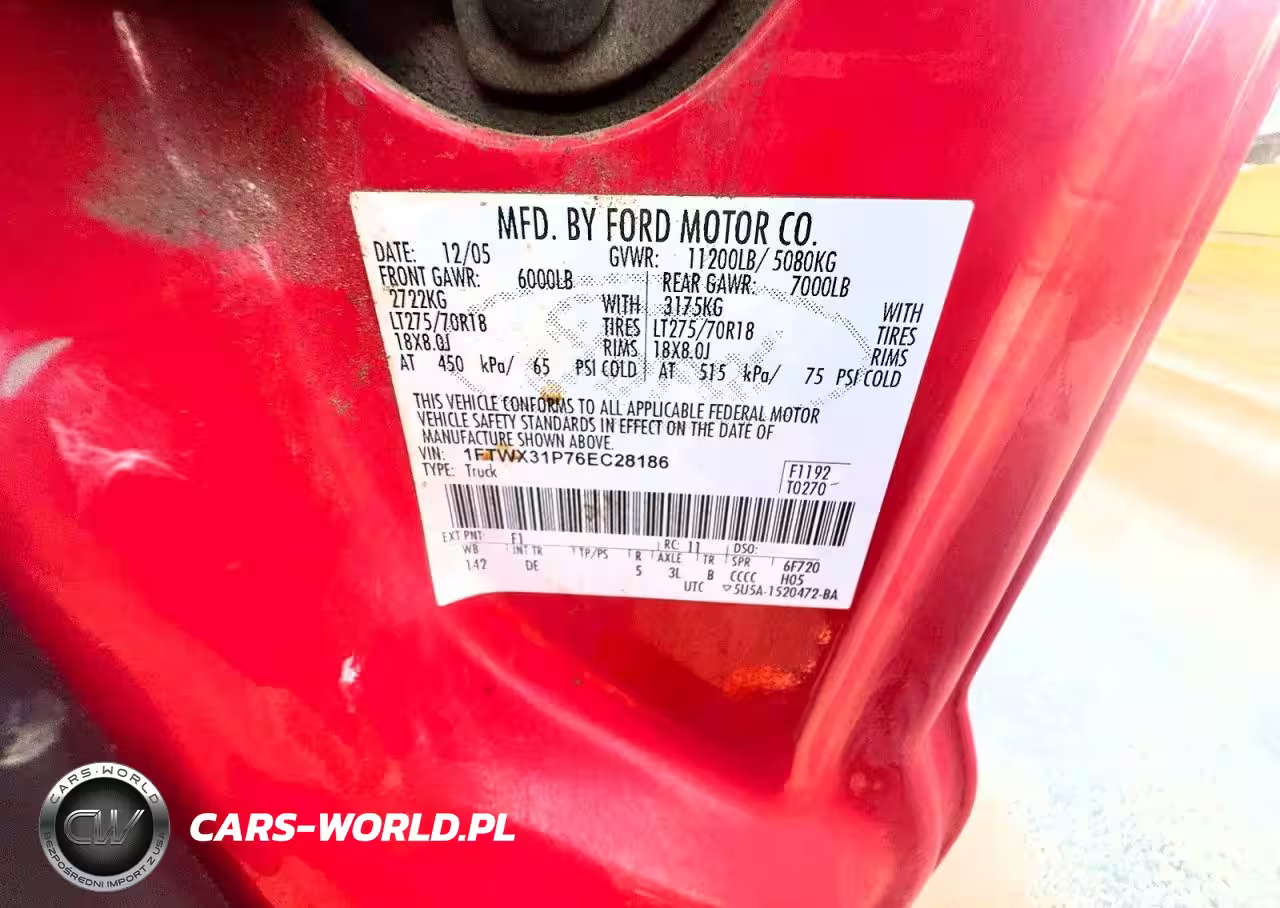 MFD. BY FORD MOTOR CO.
DATE: 12/05 GVWR: 11200LB/ 5080KG
FRONT GAWR: 6000LB REAR GAWR: 7000LB
2722KG WITH 3175KG WITH
LT275/70R18 TIRES LT275/70R18 TIRES
18X8.0J RIMS 18X8.0J RIMS
AT 450 kPa/ 65 PSI COLD AT 515 kPa/ 75 PSI COLD
THIS VEHICLE CONFORMS TO ALL APPLICABLE FEDERAL MOTOR
VEHICLE SAFETY STANDARDS IN EFFECT ON THE DATE OF
MANUFACTURE SHOWN ABOVE.
VIN: 1FTWX31P76EC28186
TYPE: Truck
F1192
T0270
EXT PNT: F1 RC: 11 DSO:
WB INT TR TP/PS R AXLE TR SPR 6F720
142 DE 5 3L B CCCC H05
UTC 5U5A-1520472-BA
CARS-WORLD
CW
BEZPOŚREDNI IMPORT Z USA
CARS-WORLD.PL